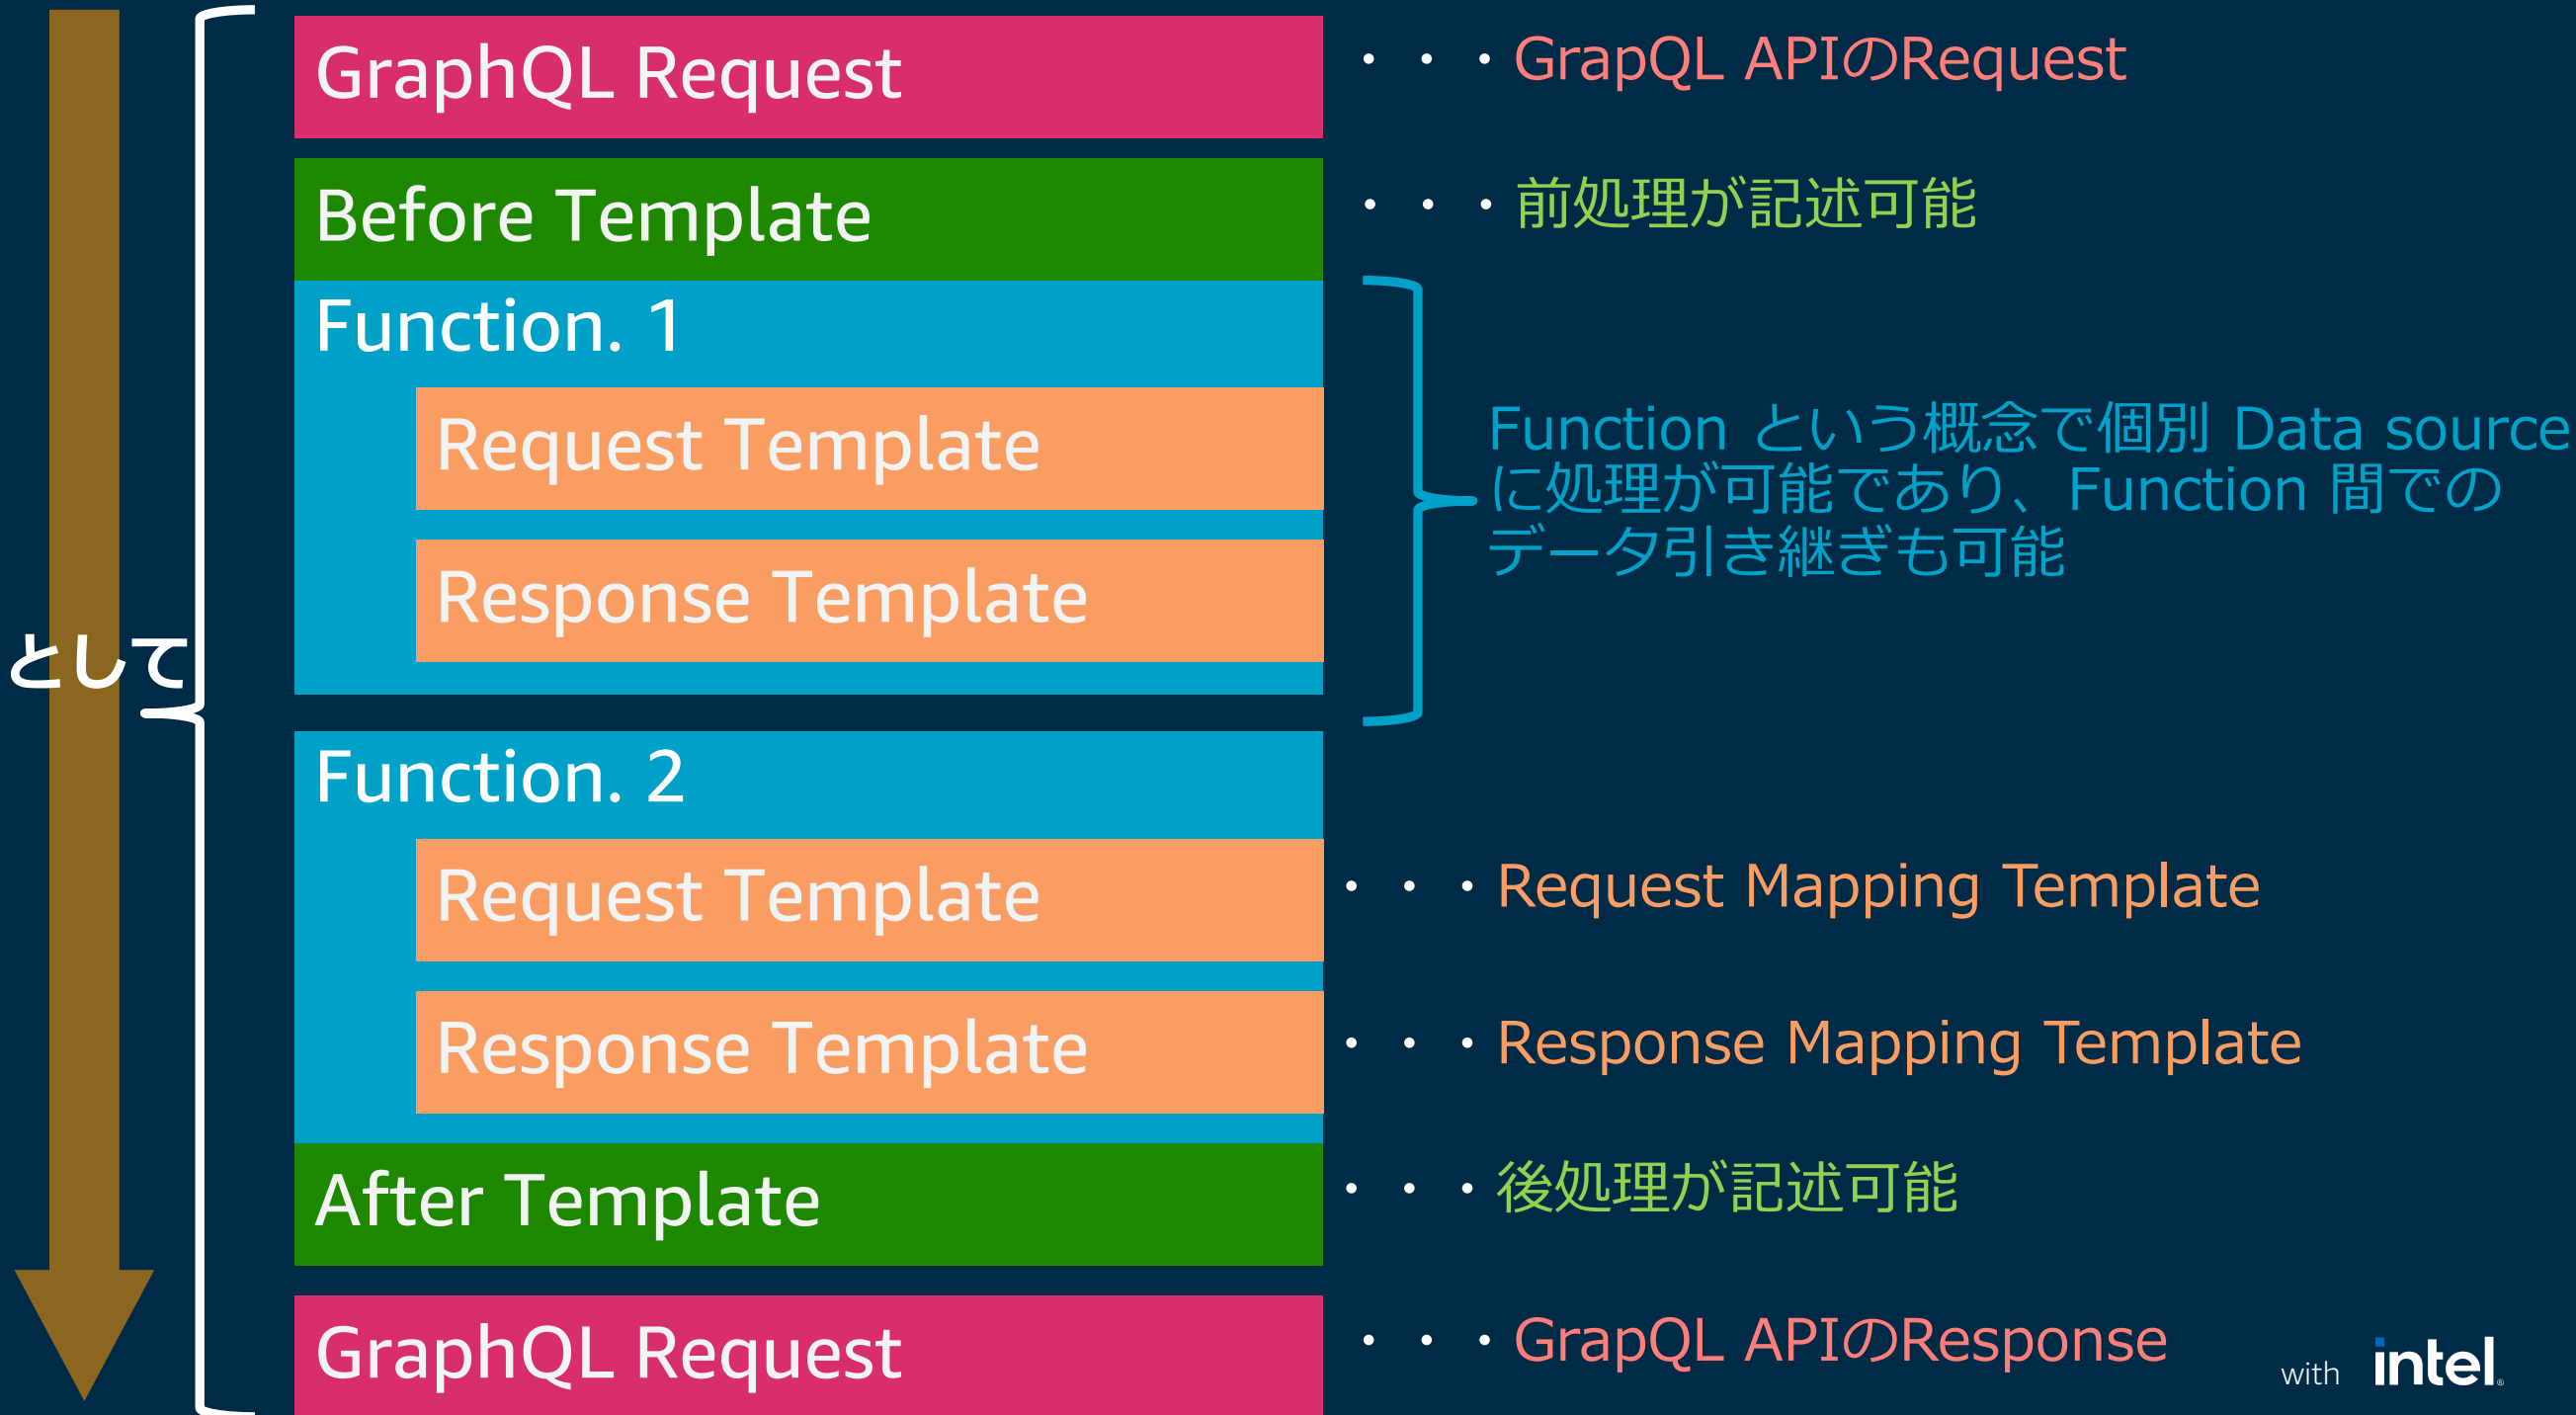 GraphQL Request
・・・GrapQL APIのRequest
Before Template
・・・前処理が記述可能
Function. 1
Request Template
Response Template
Function という概念で個別 Data source
に処理が可能であり、Function 間での
データ引き継ぎも可能
として
Function. 2
Request Template
・・・Request Mapping Template
Response Template
・・・Response Mapping Template
After Template
・・・後処理が記述可能
GraphQL Request
・・・GrapQL APIのResponse
with intel®